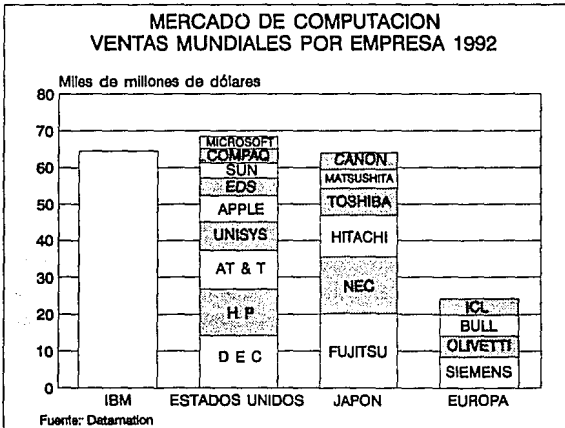 MERCADO DE COMPUTACION
VENTAS MUNDIALES POR EMPRESA 1992
Miles de millones de dólares
80
70
60
50
40
30
20
10
0
MICROSOFT
COMPAQ
SUN
EDS
APPLE
UNISYS
AT & T
H P
D E C
CANON
MATSUSHITA
TOSHIBA
HITACHI
NEC
FUJITSU
ICL
BULL
OLIVETTI
SIEMENS
IBM ESTADOS UNIDOS JAPON EUROPA
Fuente: Datamation